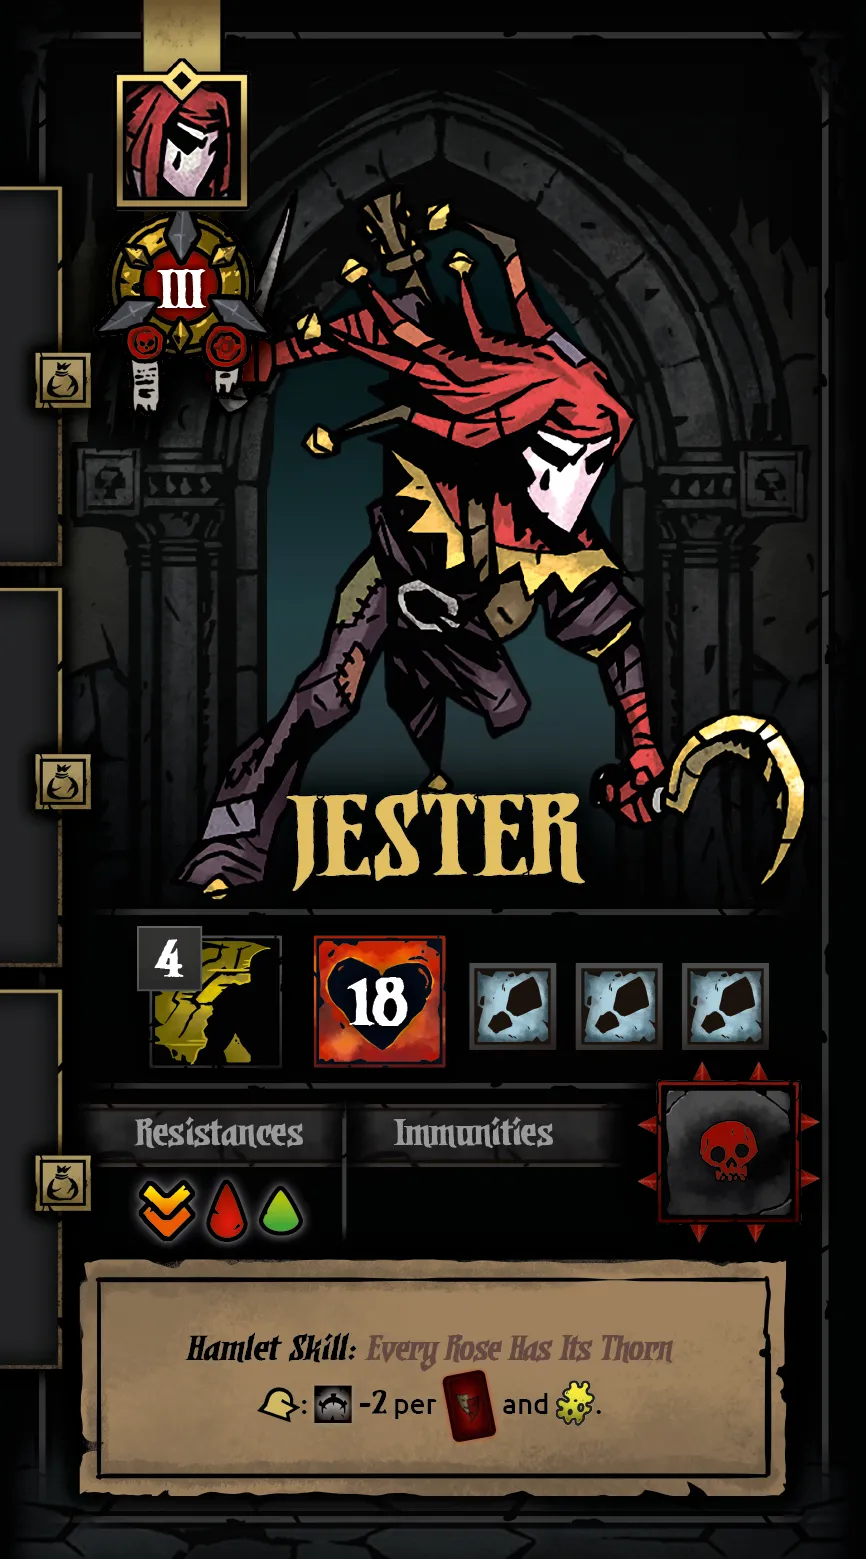 III
JESTER
4
18
Resistances Immunities
Hamlet Skill: Every Rose Has Its Thorn
: -2 per and .